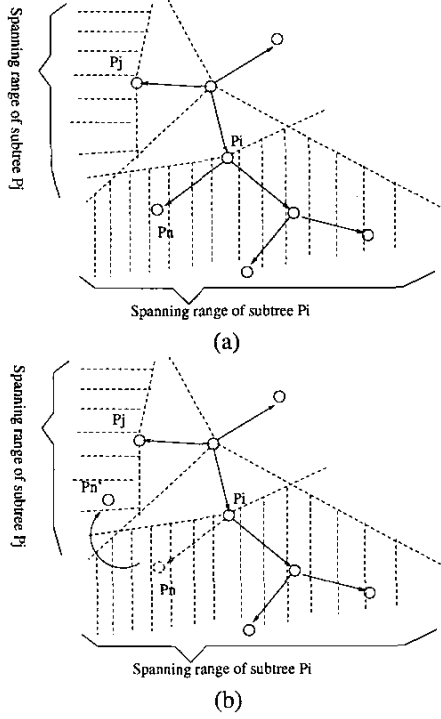 Spanning range of subtree Pj
Pj
Pi
Pn
Spanning range of subtree Pi
(a)
Spanning range of subtree Pj
Pj
Pn'
Pi
Pn
Spanning range of subtree Pi
(b)